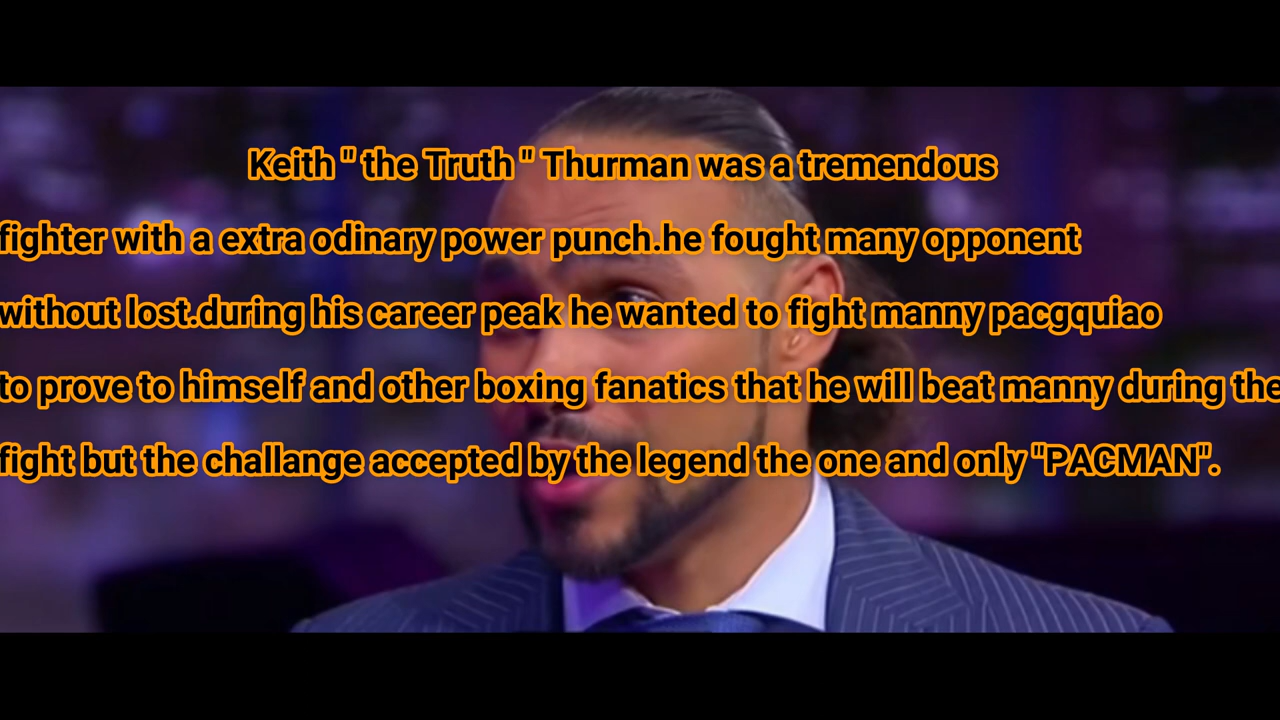 Keith " the Truth " Thurman was a tremendous
fighter with a extra odinary power punch.he fought many opponent
without lost.during his career peak he wanted to fight manny pacgquiao
to prove to himself and other boxing fanatics that he will beat manny during the
fight but the challange accepted by the legend the one and only "PACMAN".